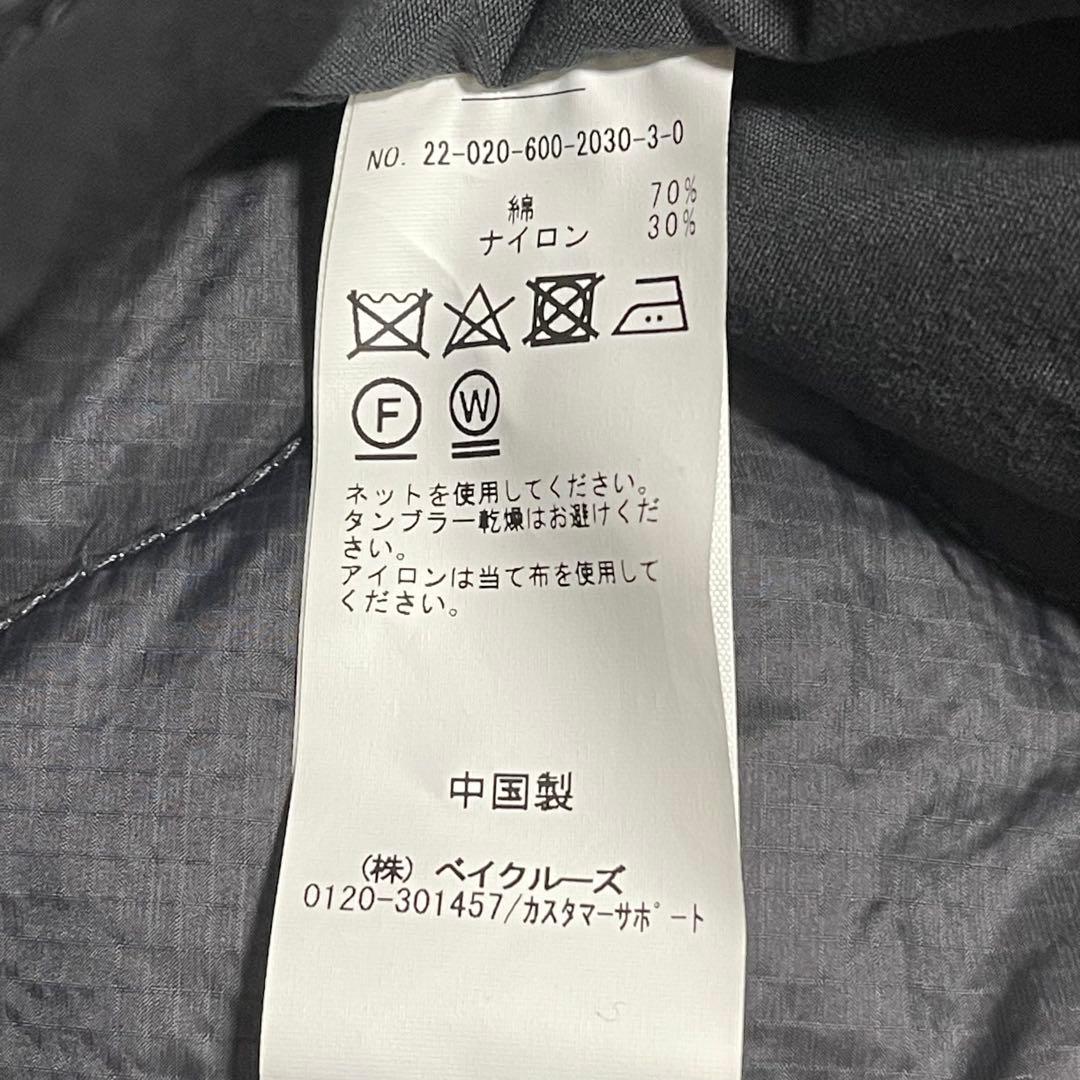 NO. 22-020-600-2030-3-0
綿 70%
ナイロン 30%
F W
ネットを使用してください。
タンブラー乾燥はお避けくだ
さい。
アイロンは当て布を使用して
ください。
中国製
(株) ベイクルーズ
0120-301457/カスタマーサポート